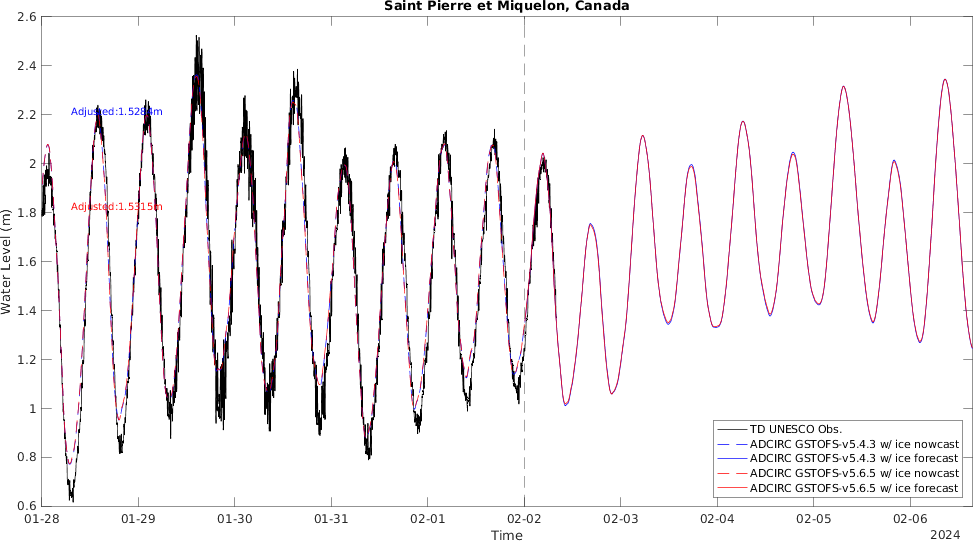 Saint Pierre et Miquelon, Canada
2.6
2.4
2.2
2
1.8
1.6
1.4
1.2
1
0.8
0.6
Water Level (m)
Adjusted:1.5284m
Adjusted:1.5315m
TD UNESCO Obs.
ADCIRC GSTOFS-v5.4.3 w/ ice nowcast
ADCIRC GSTOFS-v5.4.3 w/ ice forecast
ADCIRC GSTOFS-v5.6.5 w/ ice nowcast
ADCIRC GSTOFS-v5.6.5 w/ ice forecast
01-28 01-29 01-30 01-31 02-01 02-02 02-03 02-04 02-05 02-06
Time
2024